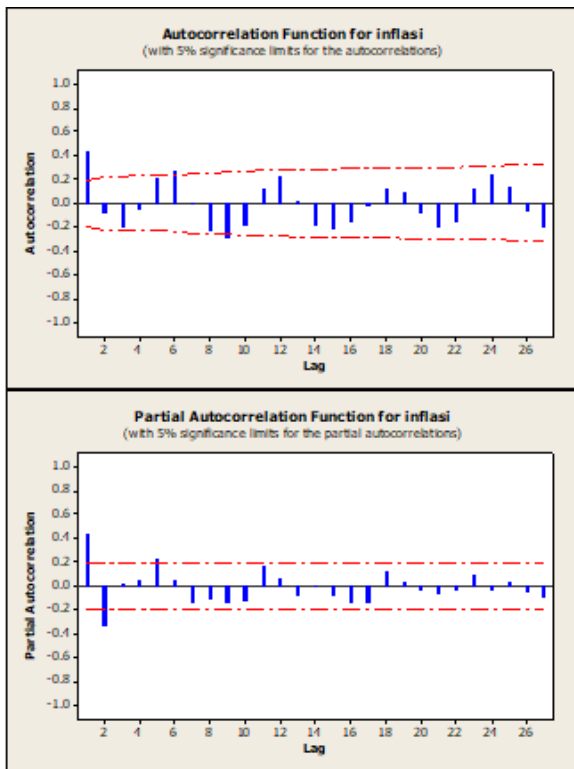 Autocorrelation Function for inflasi
(with 5% significance limits for the autocorrelations)
1.0
0.8
0.6
0.4
0.2
0.0
-0.2
-0.4
-0.6
-0.8
-1.0
Autocorrelation
2 4 6 8 10 12 14 16 18 20 22 24 26
Lag
Partial Autocorrelation Function for inflasi
(with 5% significance limits for the partial autocorrelations)
1.0
0.8
0.6
0.4
0.2
0.0
-0.2
-0.4
-0.6
-0.8
-1.0
Partial Autocorrelation
2 4 6 8 10 12 14 16 18 20 22 24 26
Lag